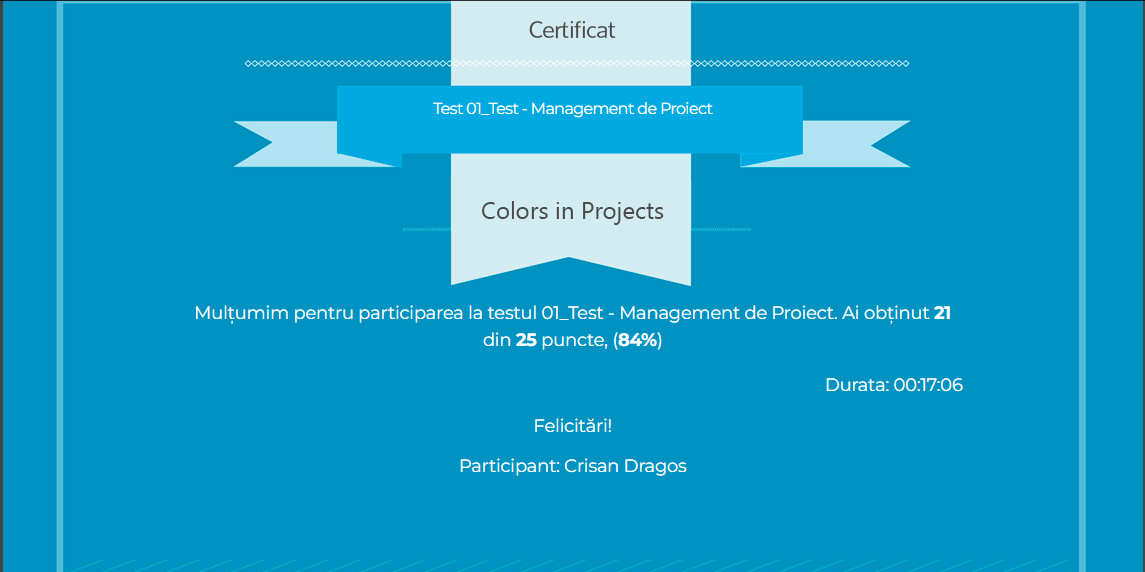 Certificat
Test 01_Test - Management de Proiect
Colors in Projects
Mulțumim pentru participarea la testul 01_Test - Management de Proiect. Ai obținut 21
din 25 puncte, (84%)
Durata: 00:17:06
Felicitări!
Participant: Crisan Dragos